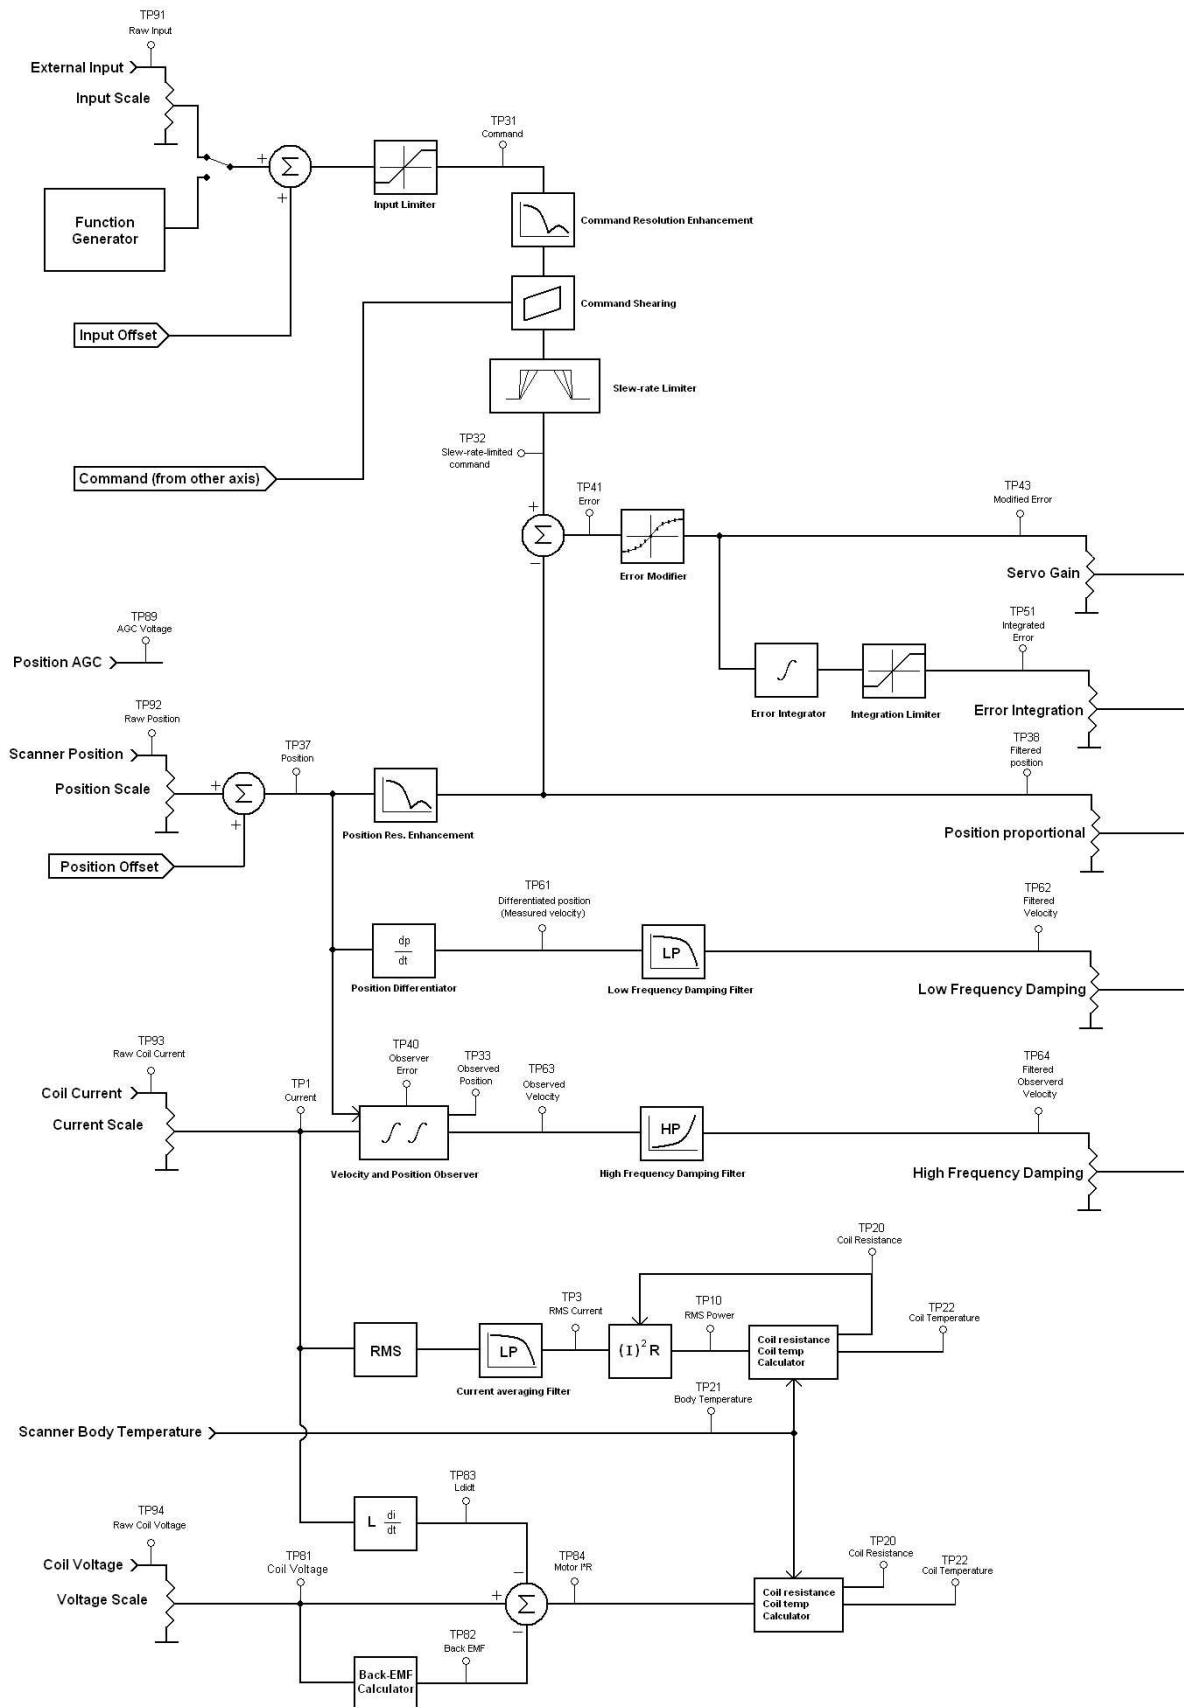 TP91
Raw Input
External Input
Input Scale
TP31
Command
+
Σ
+
Input Limiter
Function
Generator
Command Resolution Enhancement
Command Shearing
Input Offset
Slew-rate Limiter
TP32
Slew-rate-limited
command
Command (from other axis)
TP41
Error
TP43
Modified Error
+
Σ
−
Error Modifier
Servo Gain
TP89
AGC Voltage
Position AGC
TP51
Integrated
Error
∫
Error Integrator
Integration Limiter
Error Integration
TP92
Raw Position
Scanner Position
Position Scale
TP37
Position
TP38
Filtered
position
+
Σ
+
Position Res. Enhancement
Position proportional
Position Offset
TP61
Differentiated position
(Measured velocity)
TP62
Filtered
Velocity
dp
dt
LP
Position Differentiator
Low Frequency Damping Filter
Low Frequency Damping
TP93
Raw Coil Current
Coil Current
Current Scale
TP1
Current
TP40
Observer
Error
TP33
Observed
Position
TP63
Observed
Velocity
TP64
Filtered
Observerd
Velocity
∫ ∫
HP
Velocity and Position Observer
High Frequency Damping Filter
High Frequency Damping
TP20
Coil Resistance
TP3
RMS Current
TP10
RMS Power
TP22
Coil Temperature
RMS
LP
(I)² R
Coil resistance
Coil temp
Calculator
Current averaging Filter
TP21
Body Temperature
Scanner Body Temperature
TP83
Ldidt
L di
dt
TP94
Raw Coil Voltage
Coil Voltage
Voltage Scale
TP81
Coil Voltage
TP84
Motor I*R
TP20
Coil Resistance
TP22
Coil Temperature
−
+
Σ
−
Coil resistance
Coil temp
Calculator
TP82
Back EMF
Back-EMF
Calculator